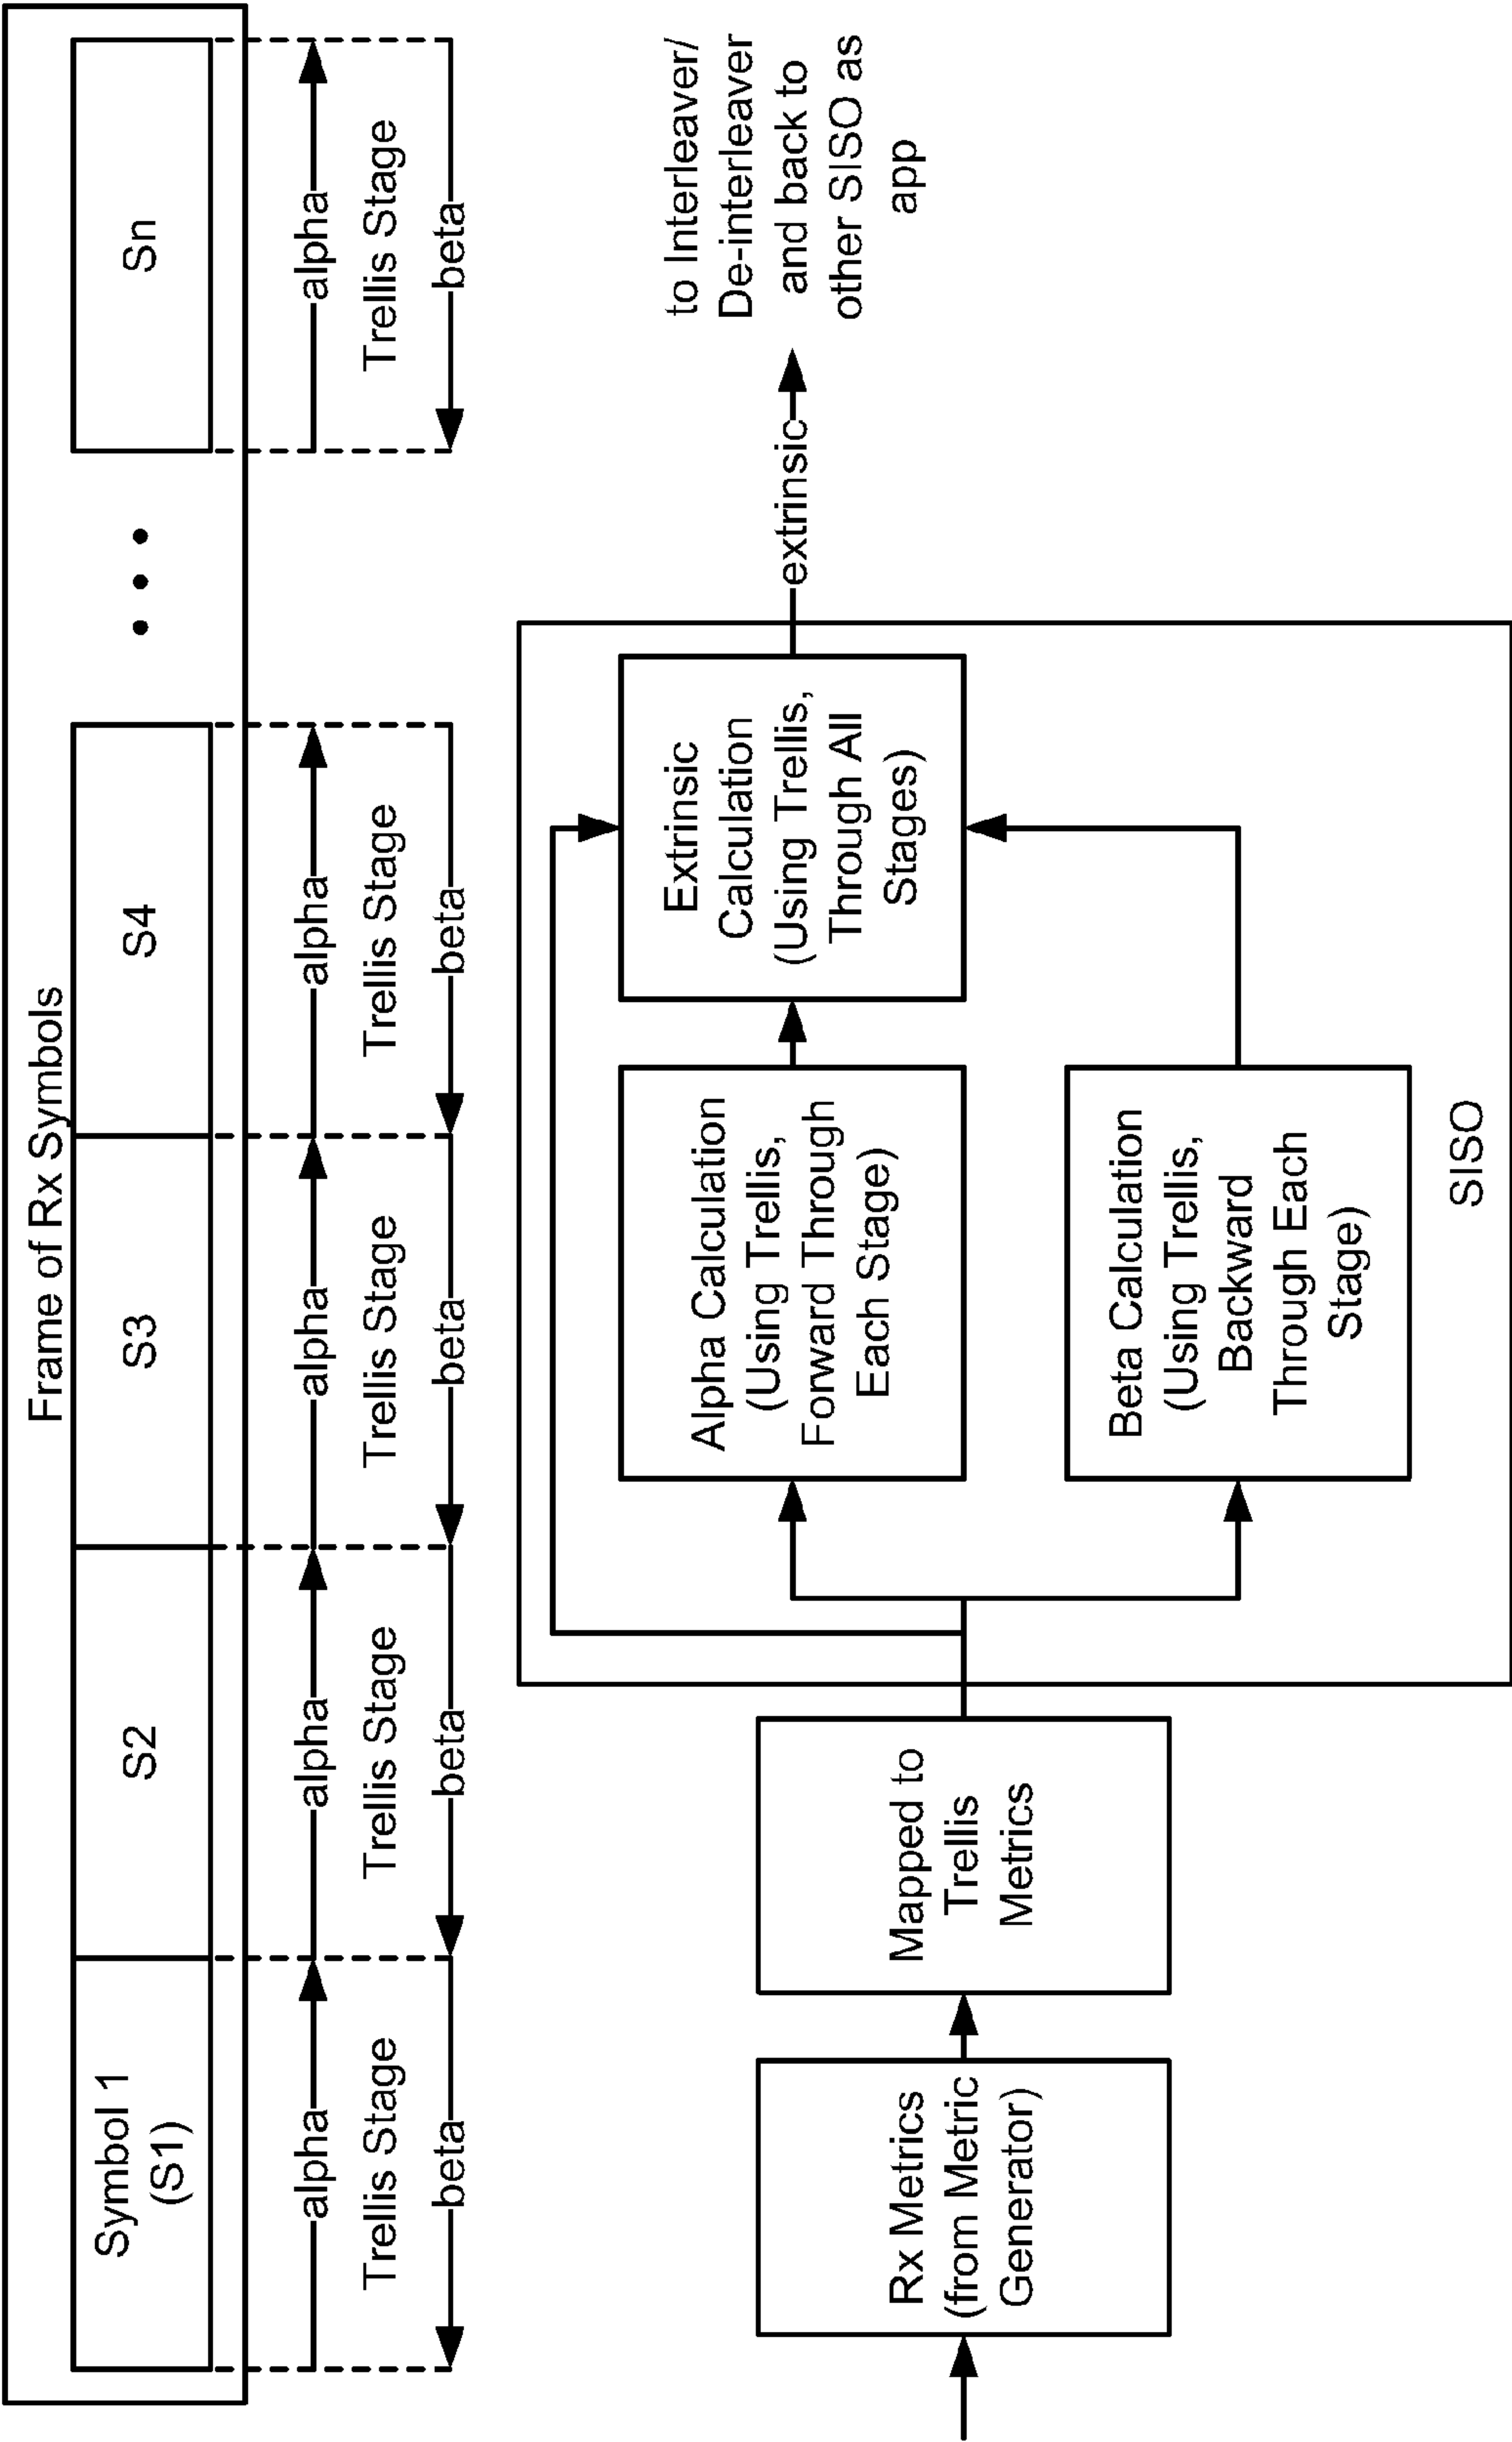 Frame of Rx Symbols
Symbol 1
(S1)
S2
S3
S4
Sn
alpha
alpha
alpha
alpha
alpha
Trellis Stage
Trellis Stage
Trellis Stage
Trellis Stage
Trellis Stage
beta
beta
beta
beta
beta
Rx Metrics
(from Metric
Generator)
Mapped to
Trellis
Metrics
Alpha Calculation
(Using Trellis,
Forward Through
Each Stage)
Beta Calculation
(Using Trellis,
Backward
Through Each
Stage)
Extrinsic
Calculation
(Using Trellis,
Through All
Stages)
SISO
extrinsic
to Interleaver/
De-interleaver
and back to
other SISO as
app